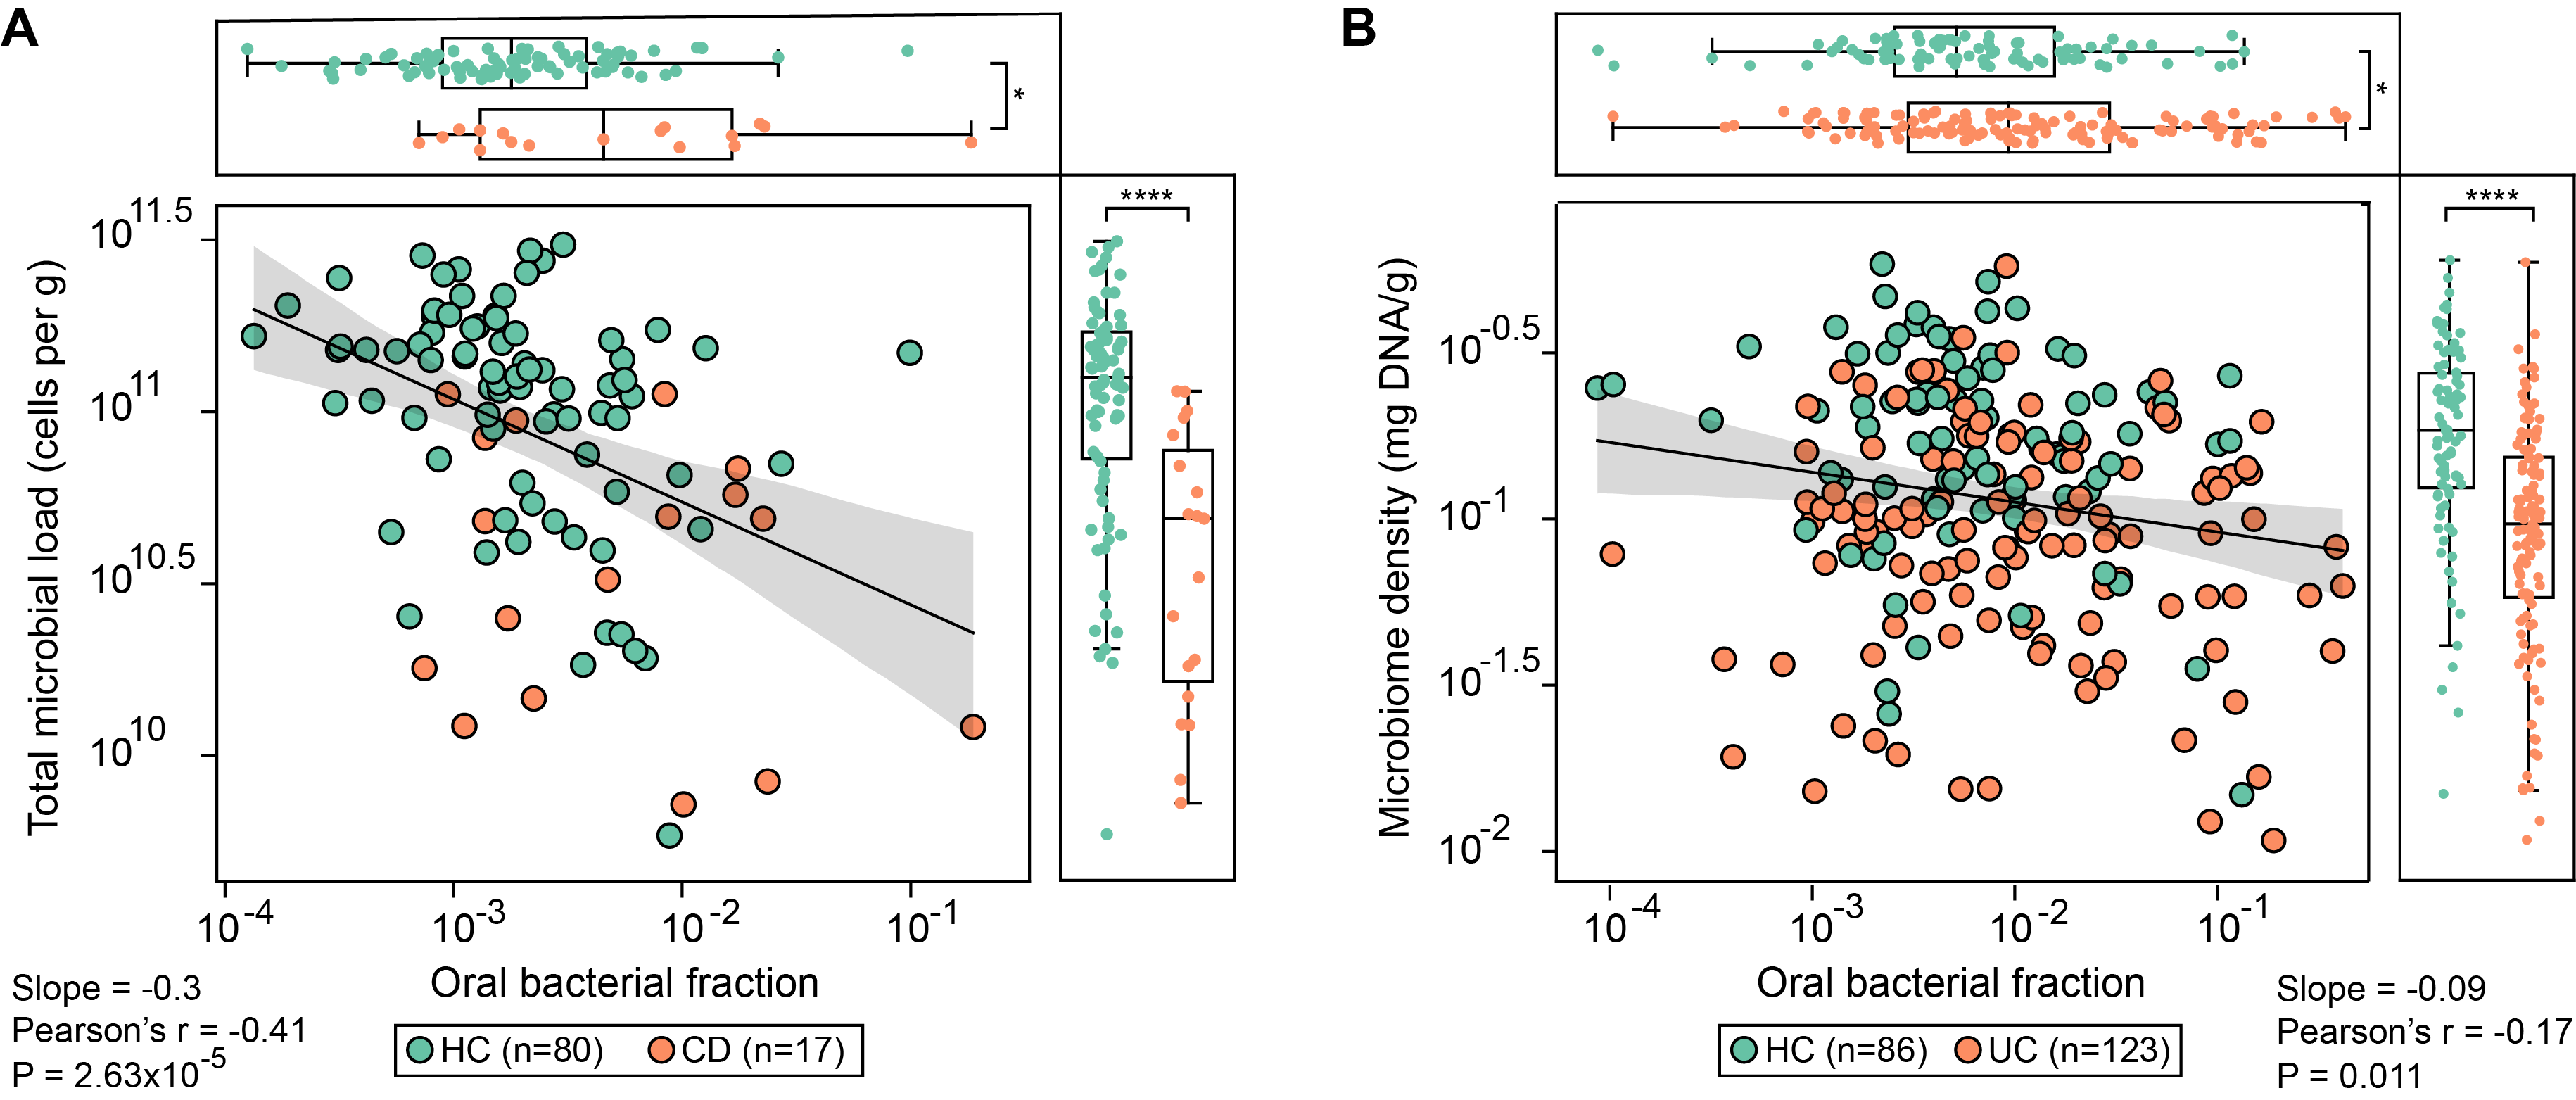 A
B
*
*
****
****
Total microbial load (cells per g)
10^11.5
10^11
10^10.5
10^10
10^-4
10^-3
10^-2
10^-1
Oral bacterial fraction
Slope = -0.3
Pearson’s r = -0.41
P = 2.63x10^-5
HC (n=80)
CD (n=17)
Microbiome density (mg DNA/g)
10^-0.5
10^-1
10^-1.5
10^-2
10^-4
10^-3
10^-2
10^-1
Oral bacterial fraction
HC (n=86)
UC (n=123)
Slope = -0.09
Pearson’s r = -0.17
P = 0.011